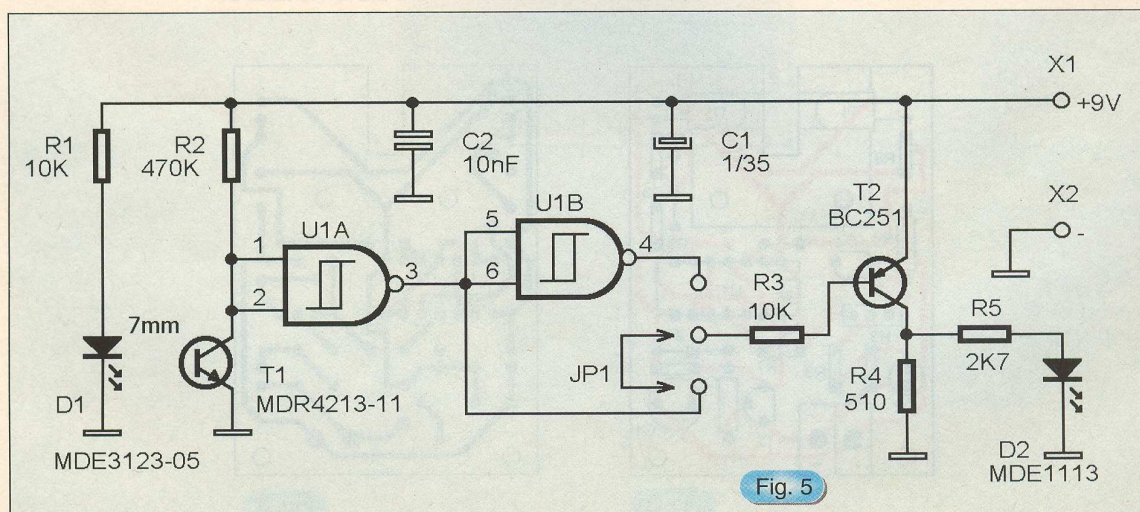 X1
+9V
R1
10K
R2
470K
C2
10nF
C1
1/35
T2
BC251
X2
-
U1A
U1B
1
2
3
5
6
4
R3
10K
7mm
D1
MDE3123-05
T1
MDR4213-11
JP1
R4
510
R5
2K7
D2
MDE1113
Fig. 5